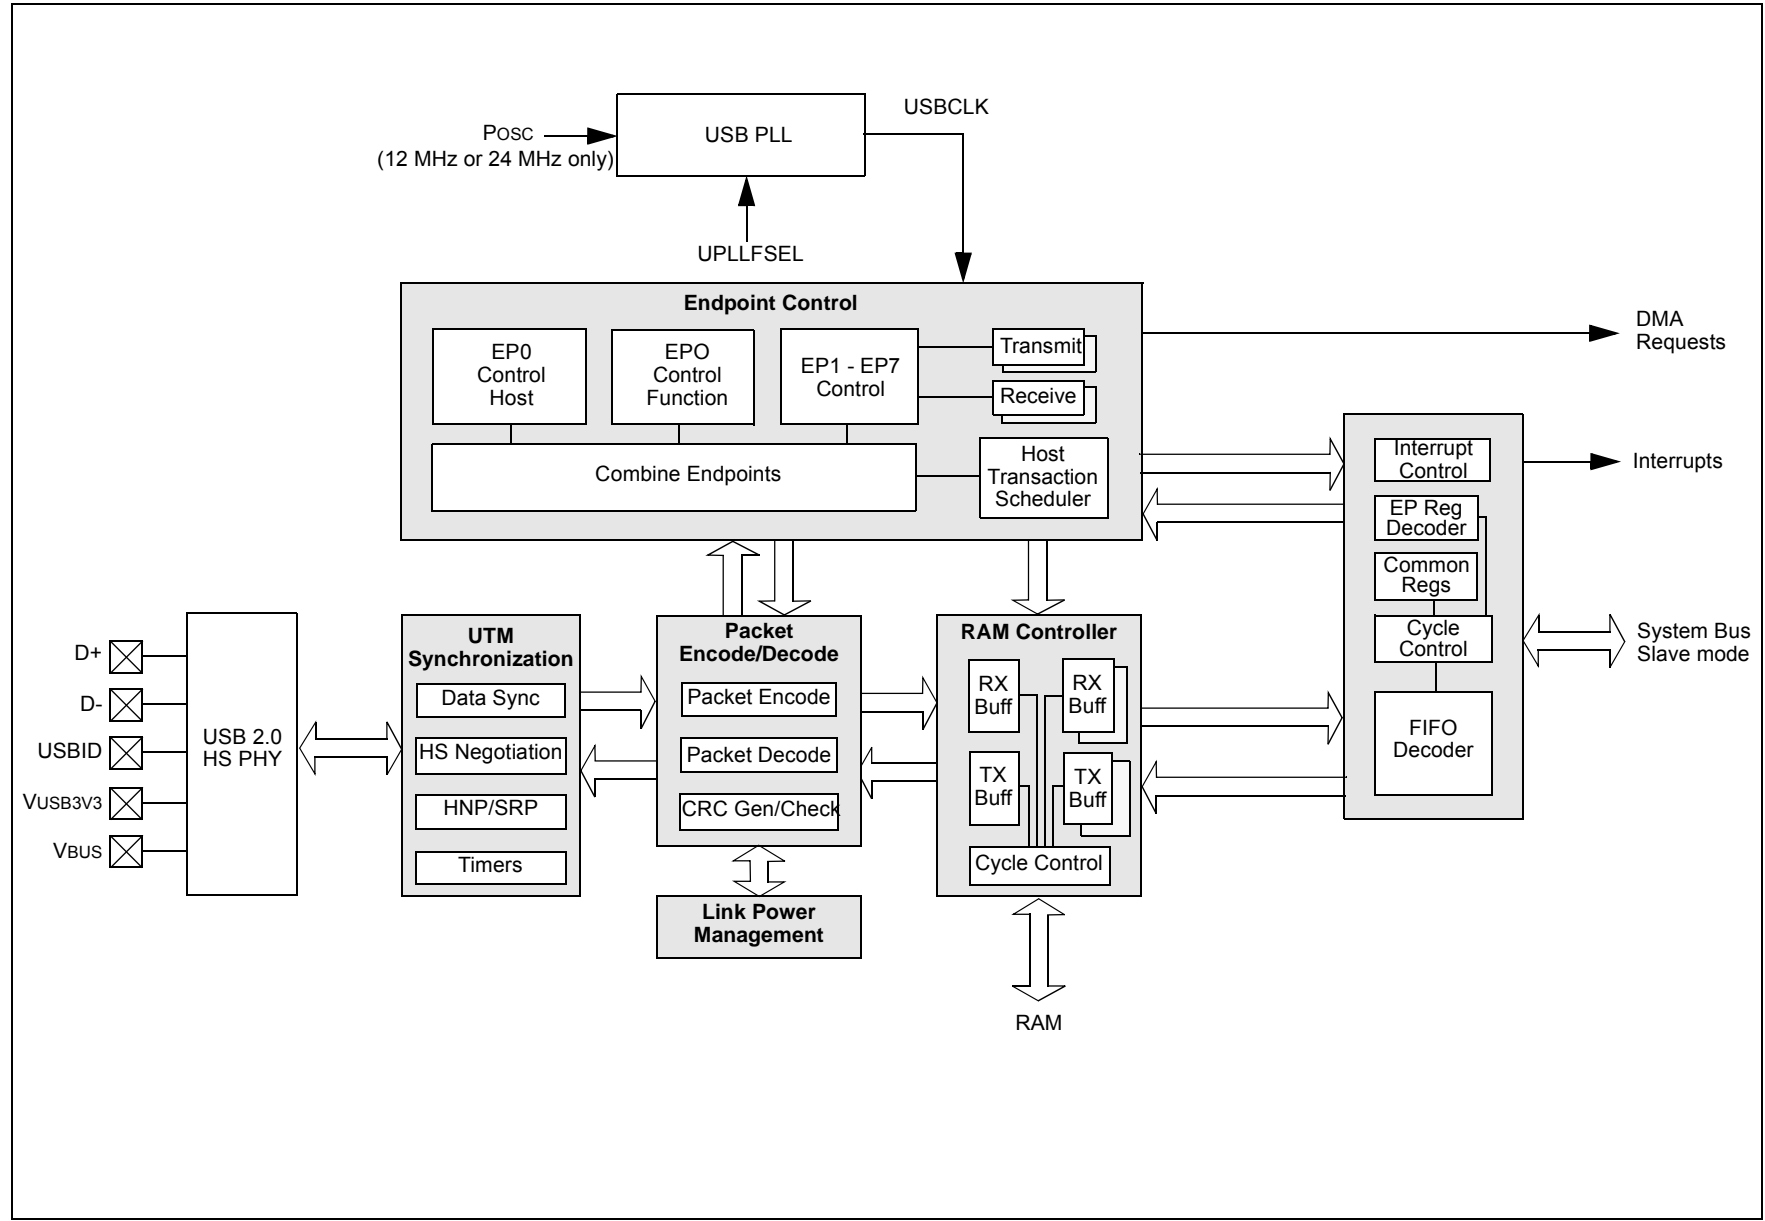 USBCLK
POSC
(12 MHz or 24 MHz only)
USB PLL
UPLLFSEL
Endpoint Control
EP0
Control
Host
EPO
Control
Function
EP1 - EP7
Control
Transmit
Receive
Combine Endpoints
Host
Transaction
Scheduler
DMA
Requests
Interrupt
Control
Interrupts
EP Reg
Decoder
Common
Regs
Cycle
Control
FIFO
Decoder
System Bus
Slave mode
D+
D-
USBID
VUSB3V3
VBUS
USB 2.0
HS PHY
UTM
Synchronization
Data Sync
HS Negotiation
HNP/SRP
Timers
Packet
Encode/Decode
Packet Encode
Packet Decode
CRC Gen/Check
Link Power
Management
RAM Controller
RX
Buff
RX
Buff
TX
Buff
TX
Buff
Cycle Control
RAM